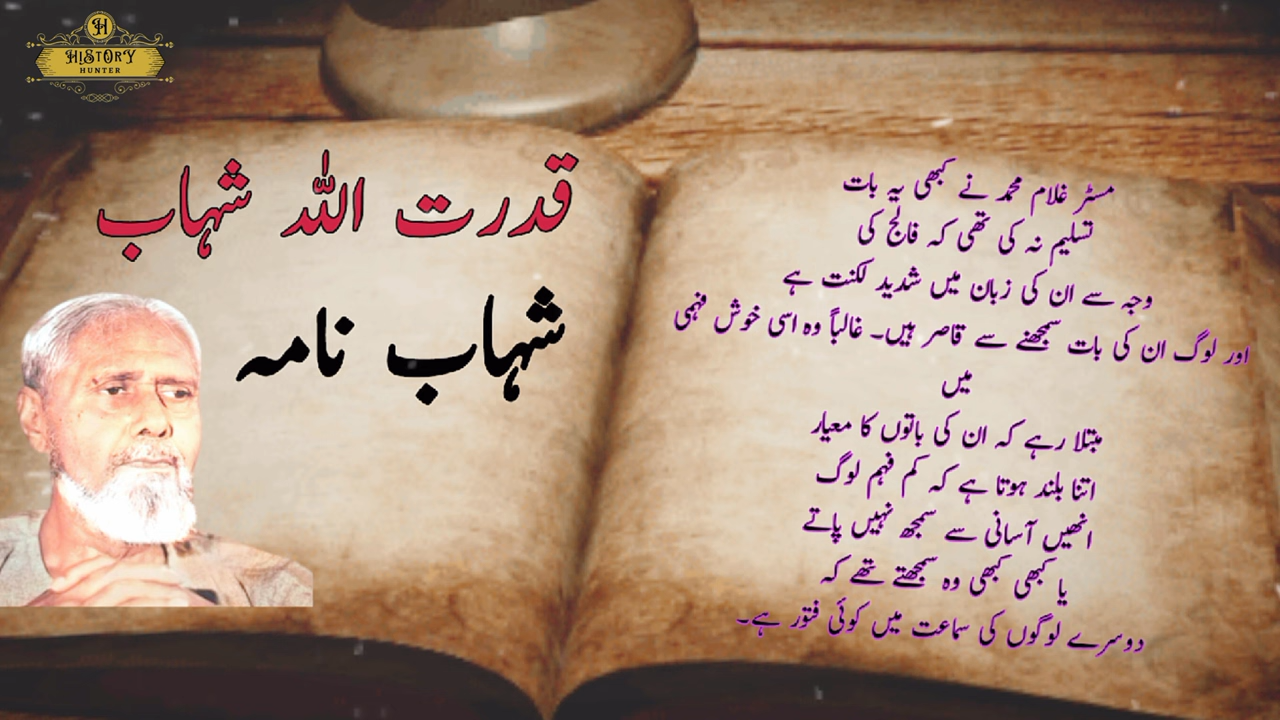 H
HISTORY
HUNTER
قدرت اللہ شہاب
شہاب نامہ
مسٹر غلام محمد نے کبھی یہ بات
تسلیم نہ کی تھی کہ فالج کی
وجہ سے ان کی زبان میں شدید لکنت ہے
اور لوگ ان کی بات سمجھنے سے قاصر ہیں۔ غالباً وہ اسی خوش فہمی
میں
مبتلا رہے کہ ان کی باتوں کا معیار
اتنا بلند ہوتا ہے کہ کم فہم لوگ
انھیں آسانی سے سمجھ نہیں پاتے
یا کبھی کبھی وہ سمجھتے تھے کہ
دوسرے لوگوں کی سماعت میں کوئی فتور ہے۔